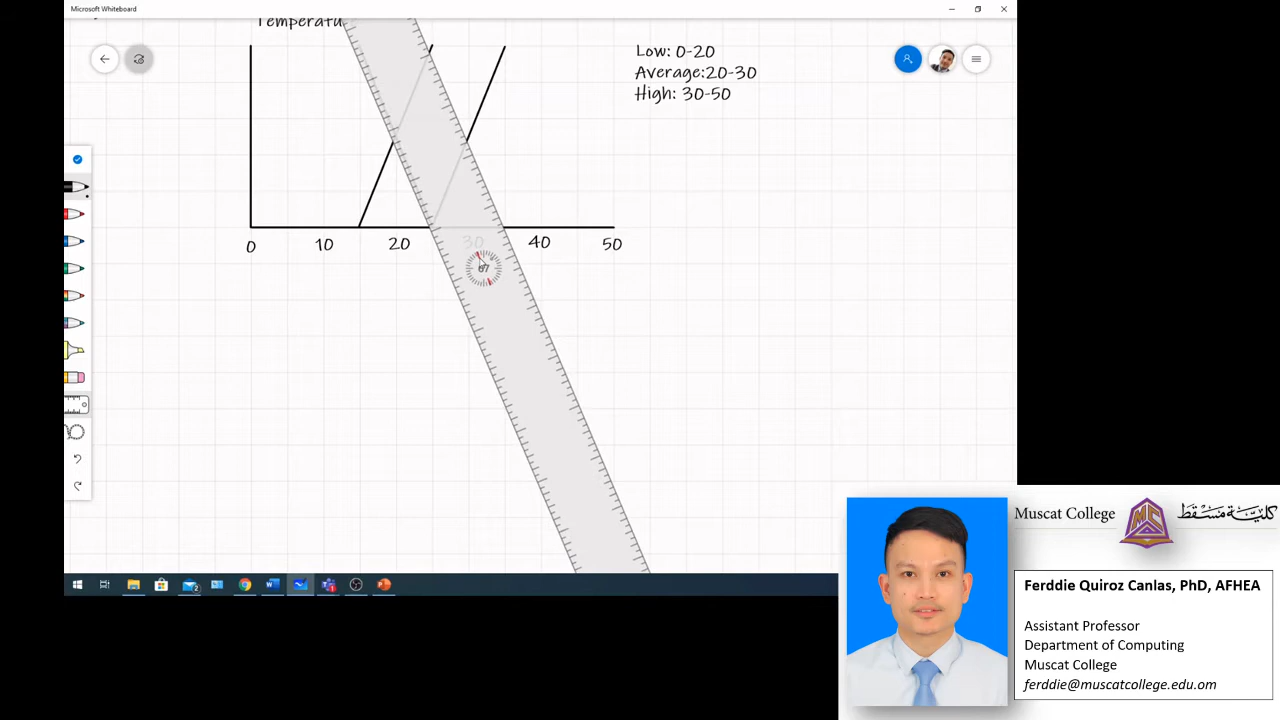 Microsoft Whiteboard
Low: 0-20
Average:20-30
High: 30-50
0 10 20 30 40 50
67
Muscat College
كلية مسقط
Ferddie Quiroz Canlas, PhD, AFHEA
Assistant Professor
Department of Computing
Muscat College
ferddie@muscatcollege.edu.om